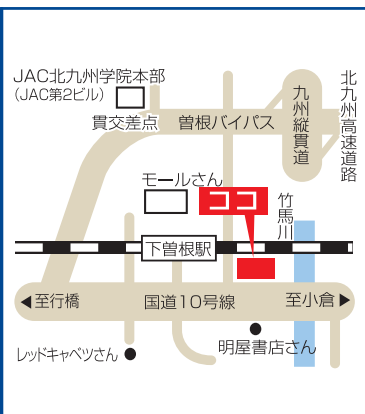 JAC北九州学院本部
(JAC第2ビル)
貫交差点
曽根バイパス
九州縦貫道
北九州高速道路
モールさん
ココ
竹馬川
下曽根駅
◀至行橋
国道10号線
至小倉▶
レッドキャベツさん
明屋書店さん